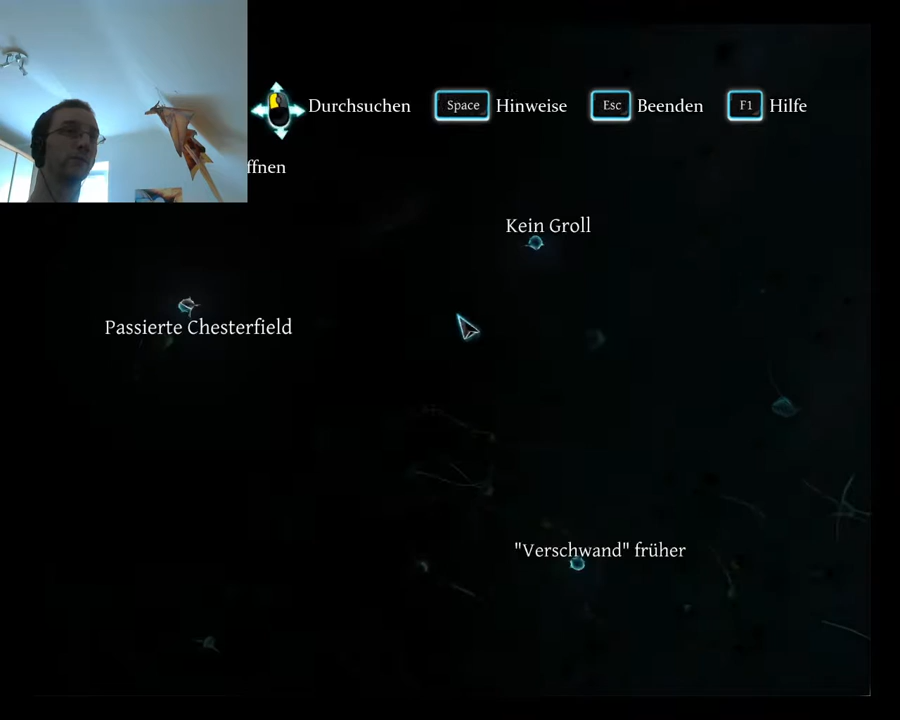 Durchsuchen Space Hinweise Esc Beenden F1 Hilfe
ffnen
Kein Groll
Passierte Chesterfield
"Verschwand" früher